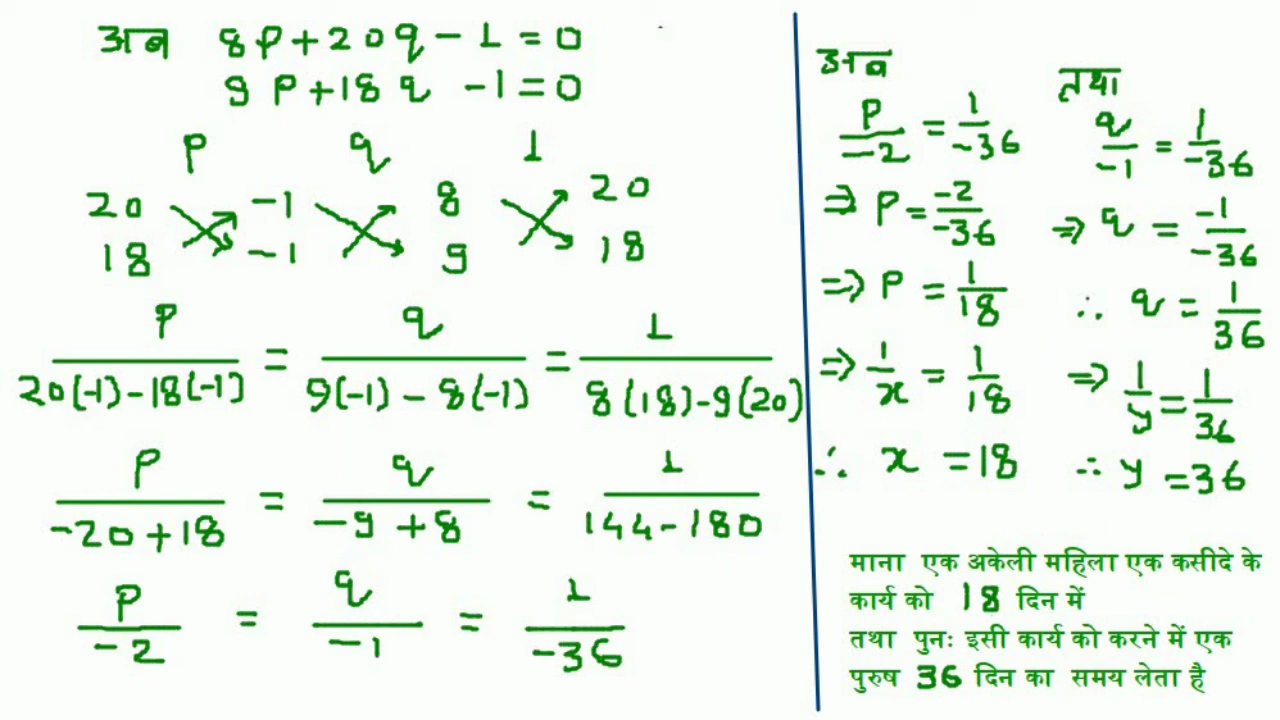 अब 8p + 20q - 1 = 0
9p + 18q - 1 = 0
p q 1
20 -1 8 20
18 -1 9 18
p/(20(-1) - 18(-1)) = q/(9(-1) - 8(-1)) = 1/(8(18) - 9(20))
p/(-20 + 18) = q/(-9 + 8) = 1/(144 - 180)
p/-2 = q/-1 = 1/-36
अब
p/-2 = 1/-36
⇒ p = -2/-36
⇒ p = 1/18
⇒ 1/x = 1/18
∴ x = 18
तथा
q/-1 = 1/-36
⇒ q = -1/-36
∴ q = 1/36
⇒ 1/y = 1/36
∴ y = 36
माना एक अकेली महिला एक कसीदे के
कार्य को 18 दिन में
तथा पुनः इसी कार्य को करने में एक
पुरुष 36 दिन का समय लेता है